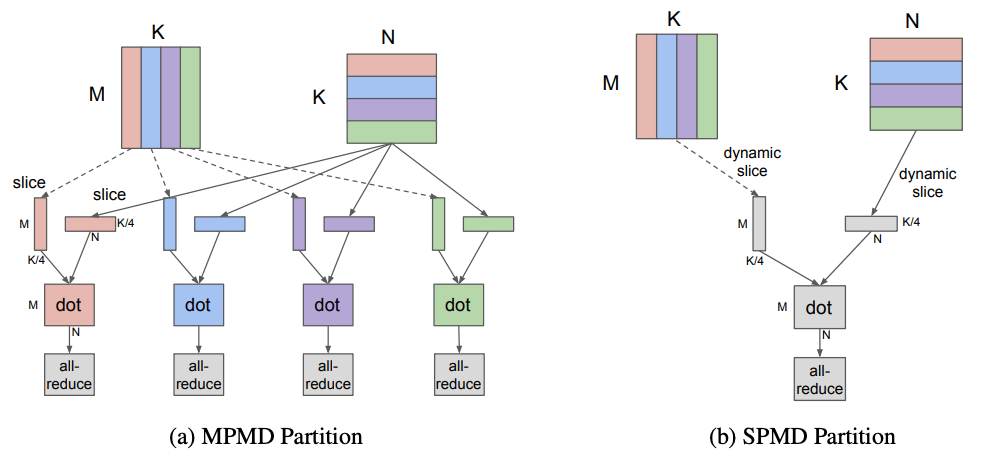 K
N
M
K
slice
slice
M
K/4
N
K/4
dot
dot
dot
dot
M
N
all-
reduce
all-
reduce
all-
reduce
all-
reduce
(a) MPMD Partition
K
N
M
K
dynamic
slice
dynamic
slice
M
K/4
N
K/4
M
dot
N
all-
reduce
(b) SPMD Partition